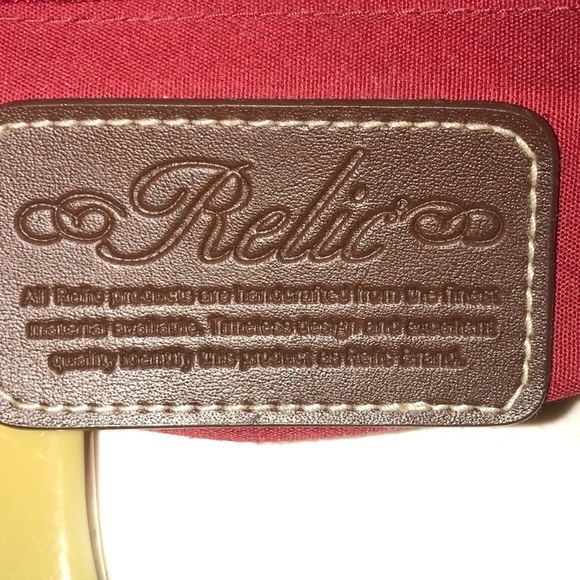 Relic
All Relic products are handcrafted from the finest
material available. Timeless design and excellent
quality identify this product as Relic Brand.